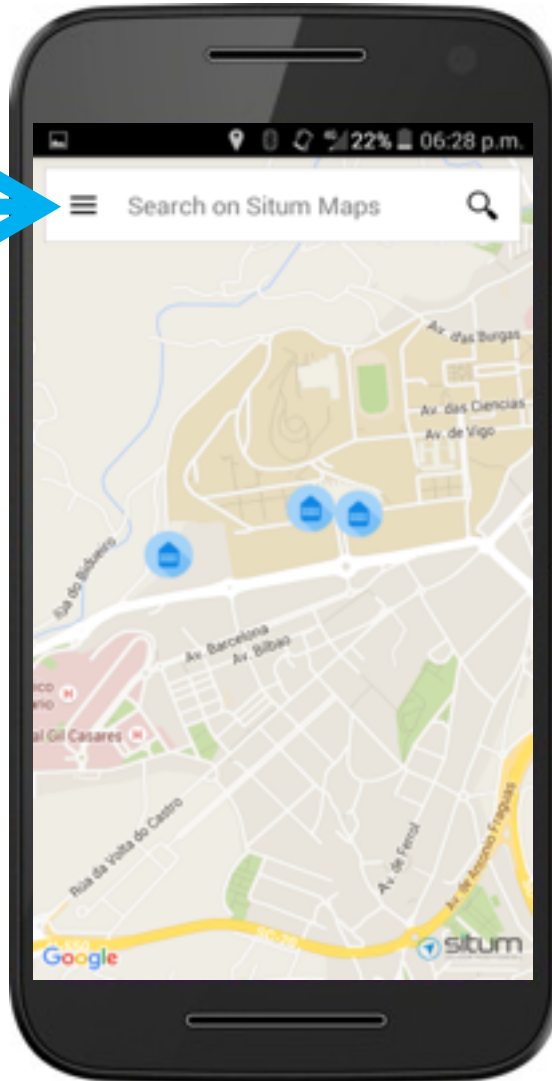 22% 06:28 p.m.
Search on Situm Maps
Av. das Burgas
Av. das Ciencias
Av. de Vigo
Rúa do Bidueiro
Av. Barcelona
Av. Bilbao
H
al Gil Casares H
Rúa da Volta do Castro
Av. de Ferrol
Av. de Antonio Fraguas
SC-20
Google
situm